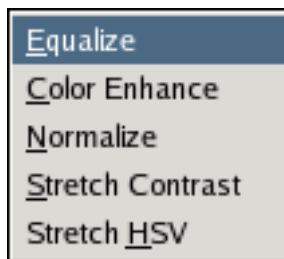 Equalize
Color Enhance
Normalize
Stretch Contrast
Stretch HSV